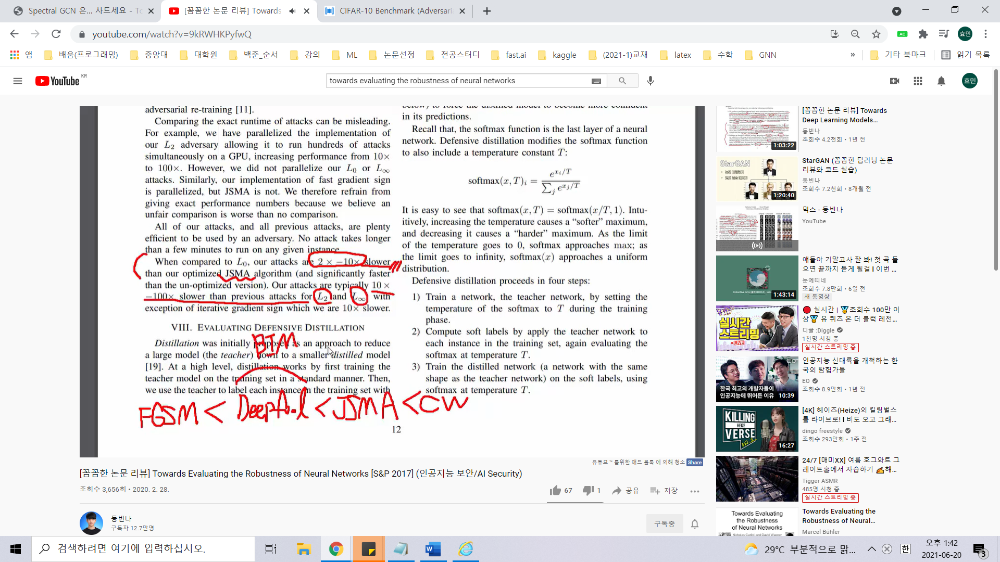 Spectral GCN 은... 사드세요 - To
[꼼꼼한 논문 리뷰] Towards
CIFAR-10 Benchmark (Adversaria
youtube.com/watch?v=9kRWHKPyfwQ
AC
효민
앱
배움(프로그래밍)
중앙대
대학원
백준_순서
강의
ML
논문선정
전공스터디
fast.ai
kaggle
(2021-1)교재
latex
수학
GNN
»
기타 북마크
읽기 목록
YouTube KR
towards evaluating the robustness of neural networks
효민
adversarial re-training [11].
Comparing the exact runtime of attacks can be misleading.
For example, we have parallelized the implementation of
our L2 adversary allowing it to run hundreds of attacks
simultaneously on a GPU, increasing performance from 10×
to 100×. However, we did not parallelize our L0 or L∞
attacks. Similarly, our implementation of fast gradient sign
is parallelized, but JSMA is not. We therefore refrain from
giving exact performance numbers because we believe an
unfair comparison is worse than no comparison.
All of our attacks, and all previous attacks, are plenty
efficient to be used by an adversary. No attack takes longer
than a few minutes to run on any given instance.
When compared to L0, our attacks are 2 × −10× slower
than our optimized JSMA algorithm (and significantly faster
than the un-optimized version). Our attacks are typically 10 ×
−100× slower than previous attacks for L2 and L∞, with
exception of iterative gradient sign which we are 10× slower.
VIII. EVALUATING DEFENSIVE DISTILLATION
BIM
Distillation was initially proposed as an approach to reduce
a large model (the teacher) down to a smaller distilled model
[19]. At a high level, distillation works by first training the
teacher model on the training set in a standard manner. Then,
we use the teacher to label each instance in the training set with
FGSM < Deepfool < JSMA < CW
below) to force the distilled model to become more confident
in its predictions.
Recall that, the softmax function is the last layer of a neural
network. Defensive distillation modifies the softmax function
to also include a temperature constant T:
softmax(x, T)i = e^{xi/T} / ∑j e^{xj/T}
It is easy to see that softmax(x, T) = softmax(x/T, 1). Intu-
itively, increasing the temperature causes a “softer” maximum,
and decreasing it causes a “harder” maximum. As the limit
of the temperature goes to 0, softmax approaches max; as
the limit goes to infinity, softmax(x) approaches a uniform
distribution.
Defensive distillation proceeds in four steps:
1) Train a network, the teacher network, by setting the
temperature of the softmax to T during the training
phase.
2) Compute soft labels by apply the teacher network to
each instance in the training set, again evaluating the
softmax at temperature T.
3) Train the distilled network (a network with the same
shape as the teacher network) on the soft labels, using
softmax at temperature T.
12
유튜브™ 를위한 애드 블록 에 의해 청소 Share
[꼼꼼한 논문 리뷰] Towards Evaluating the Robustness of Neural Networks [S&P 2017] (인공지능 보안/AI Security)
조회수 3,656회 • 2020. 2. 28.
67
1
공유
저장
동빈나
구독자 12.7만명
구독중
[꼼꼼한 논문 리뷰] Towards
Deep Learning Models...
동빈나
조회수 4.2천회 • 1년 전
1:03:22
StarGAN
StarGAN (꼼꼼한 딥러닝 논문
리뷰와 코드 실습)
동빈나
조회수 7.2천회 • 8개월 전
1:20:40
믹스 - 동빈나
YouTube
얘들아 기말고사 잘 봐! 첫 곡 들
으면 끝까지 듣게 될걸 l 이번 ...
눈에띠네
조회수 7.8만회 • 6일 전
새 동영상
1:43:14
유퀴즈
실시간
스트리밍
LIVE
🔴 실시간 | 🏅조회수 100만 이
상🏅 유 퀴즈 온 더 블럭 레전...
디글 :Diggle
1천명 시청 중
실시간 스트리밍 중
한국 최고의 개발자들이
인공지능에 뛰어든 이유
EO
10:39
인공지능 신대륙을 개척하는 한
국의 탐험가들
EO
조회수 8.9만회 • 1년 전
KILLING
HEIZE
VERSE
Vol.2
16:27
[4K] 헤이즈(Heize)의 킬링벌스
를 라이브로! l 비도 오고 그래...
dingo freestyle
조회수 293만회 • 1주 전
24/7 [매미XX] 여름 호그와트 그
레이트홀에서 자습하기 ✍해...
Tigger ASMR
485명 시청 중
실시간 스트리밍 중
Towards Evaluating
the Robustness
of Neural Networks
Nicholas Carlini and David Wagner
Towards Evaluating the
Robustness of Neural...
Marcel Bühler
검색하려면 여기에 입력하십시오.
29°C 부분적으로 맑...
한
오후 1:42
2021-06-20
3